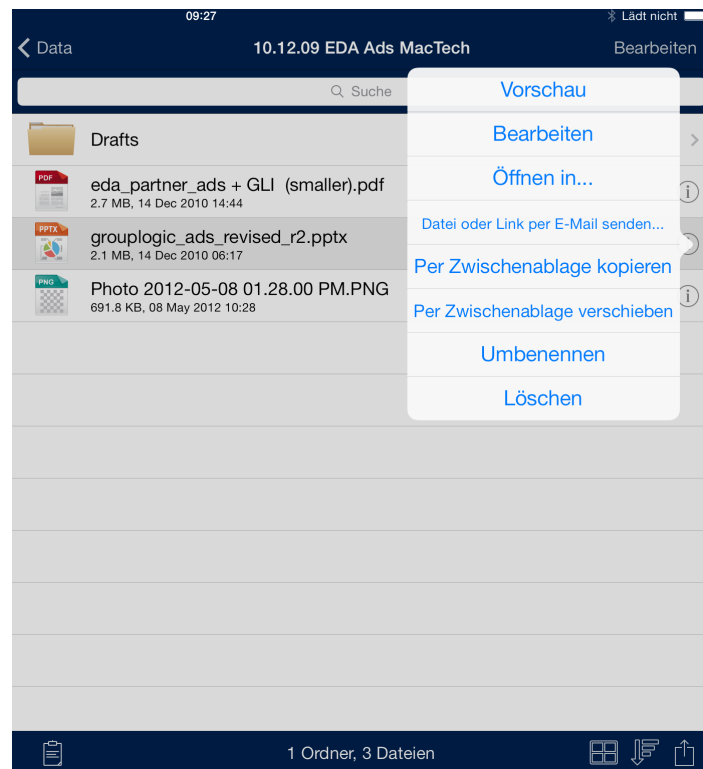 09:27
Lädt nicht
Data
10.12.09 EDA Ads MacTech
Bearbeiten
Suche
Vorschau
Bearbeiten
Öffnen in...
Datei oder Link per E-Mail senden...
Per Zwischenablage kopieren
Per Zwischenablage verschieben
Umbenennen
Löschen
Drafts
PDF
eda_partner_ads + GLI (smaller).pdf
2.7 MB, 14 Dec 2010 14:44
PPTX
grouplogic_ads_revised_r2.pptx
2.1 MB, 14 Dec 2010 06:17
PNG
Photo 2012-05-08 01.28.00 PM.PNG
691.8 KB, 08 May 2012 10:28
1 Ordner, 3 Dateien